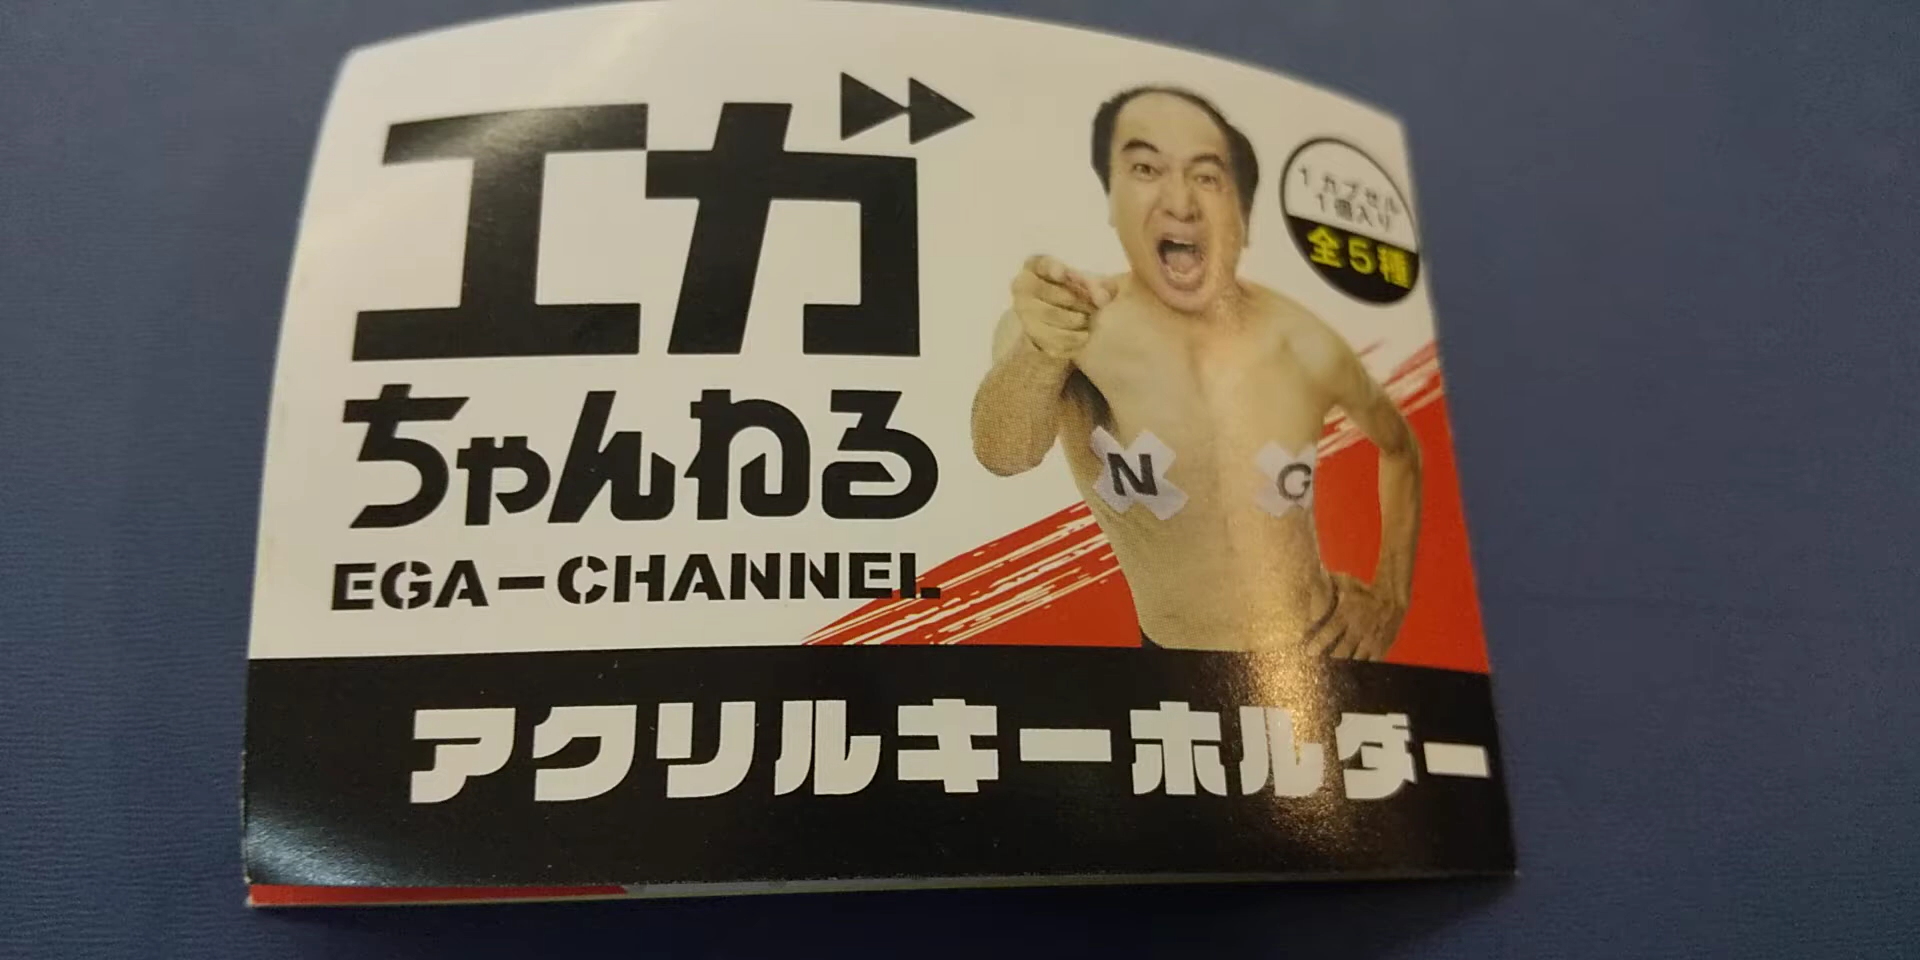 エガ
ちゃんねる
EGA-CHANNEL
1カプセル
1個入り
全5種
N G
アクリルキーホルダー